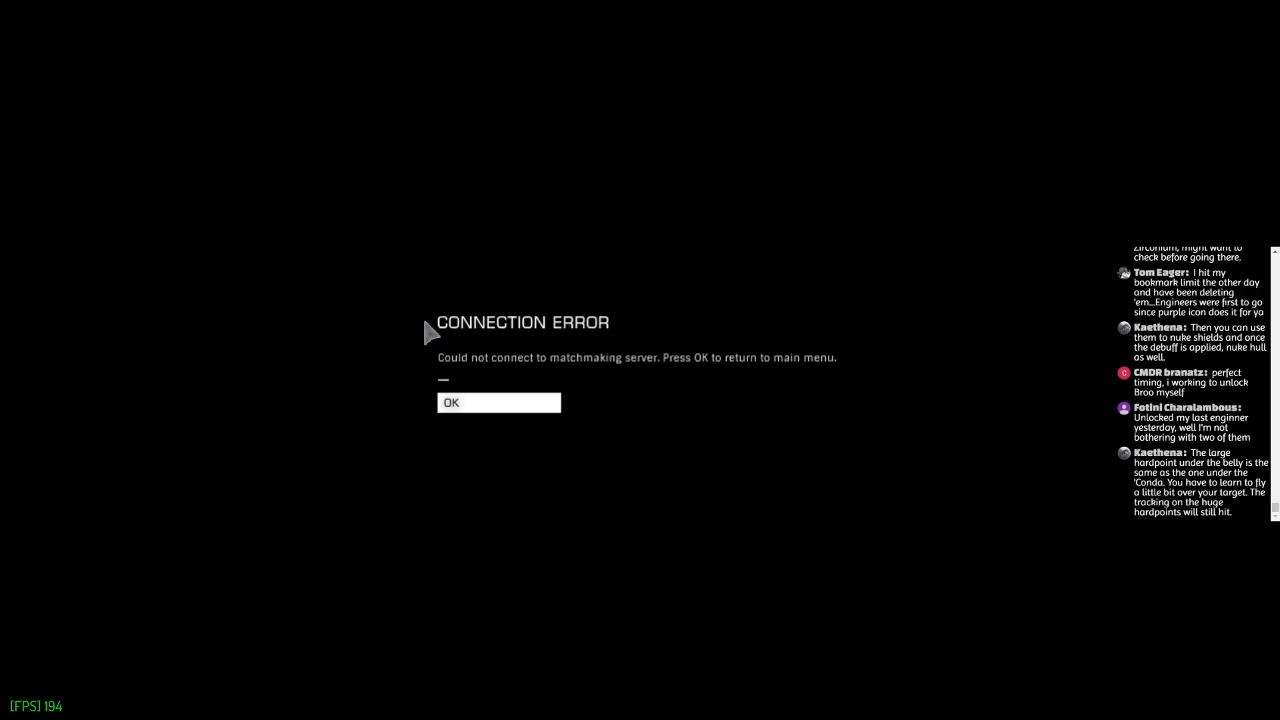 Zirconium, might want to
check before going there.
Tom Eager: I hit my
bookmark limit the other day
and have been deleting
'em...Engineers were first to go
since purple icon does it for ya
CONNECTION ERROR
Kaethena: Then you can use
them to nuke shields and once
the debuff is applied, nuke hull
as well.
Could not connect to matchmaking server. Press OK to return to main menu.
C CMDR branatz: perfect
timing, i working to unlock
Broo myself
OK
Fotini Charalambous:
Unlocked my last enginner
yesterday, well I'm not
bothering with two of them
Kaethena: The large
hardpoint under the belly is the
same as the one under the
'Conda. You have to learn to fly
a little bit over your target. The
tracking on the huge
hardpoints will still hit.
[FPS] 194